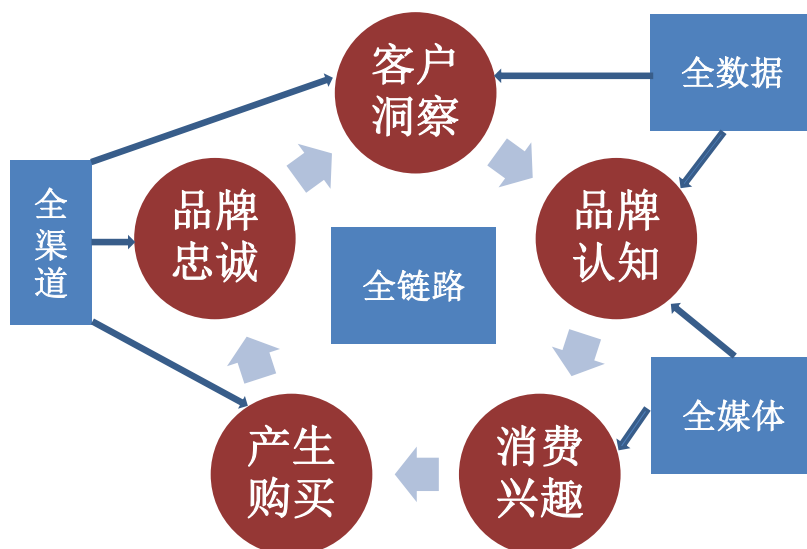 客户
洞察
全数据
全
渠
道
品牌
忠诚
品牌
认知
全链路
全媒体
产生
购买
消费
兴趣